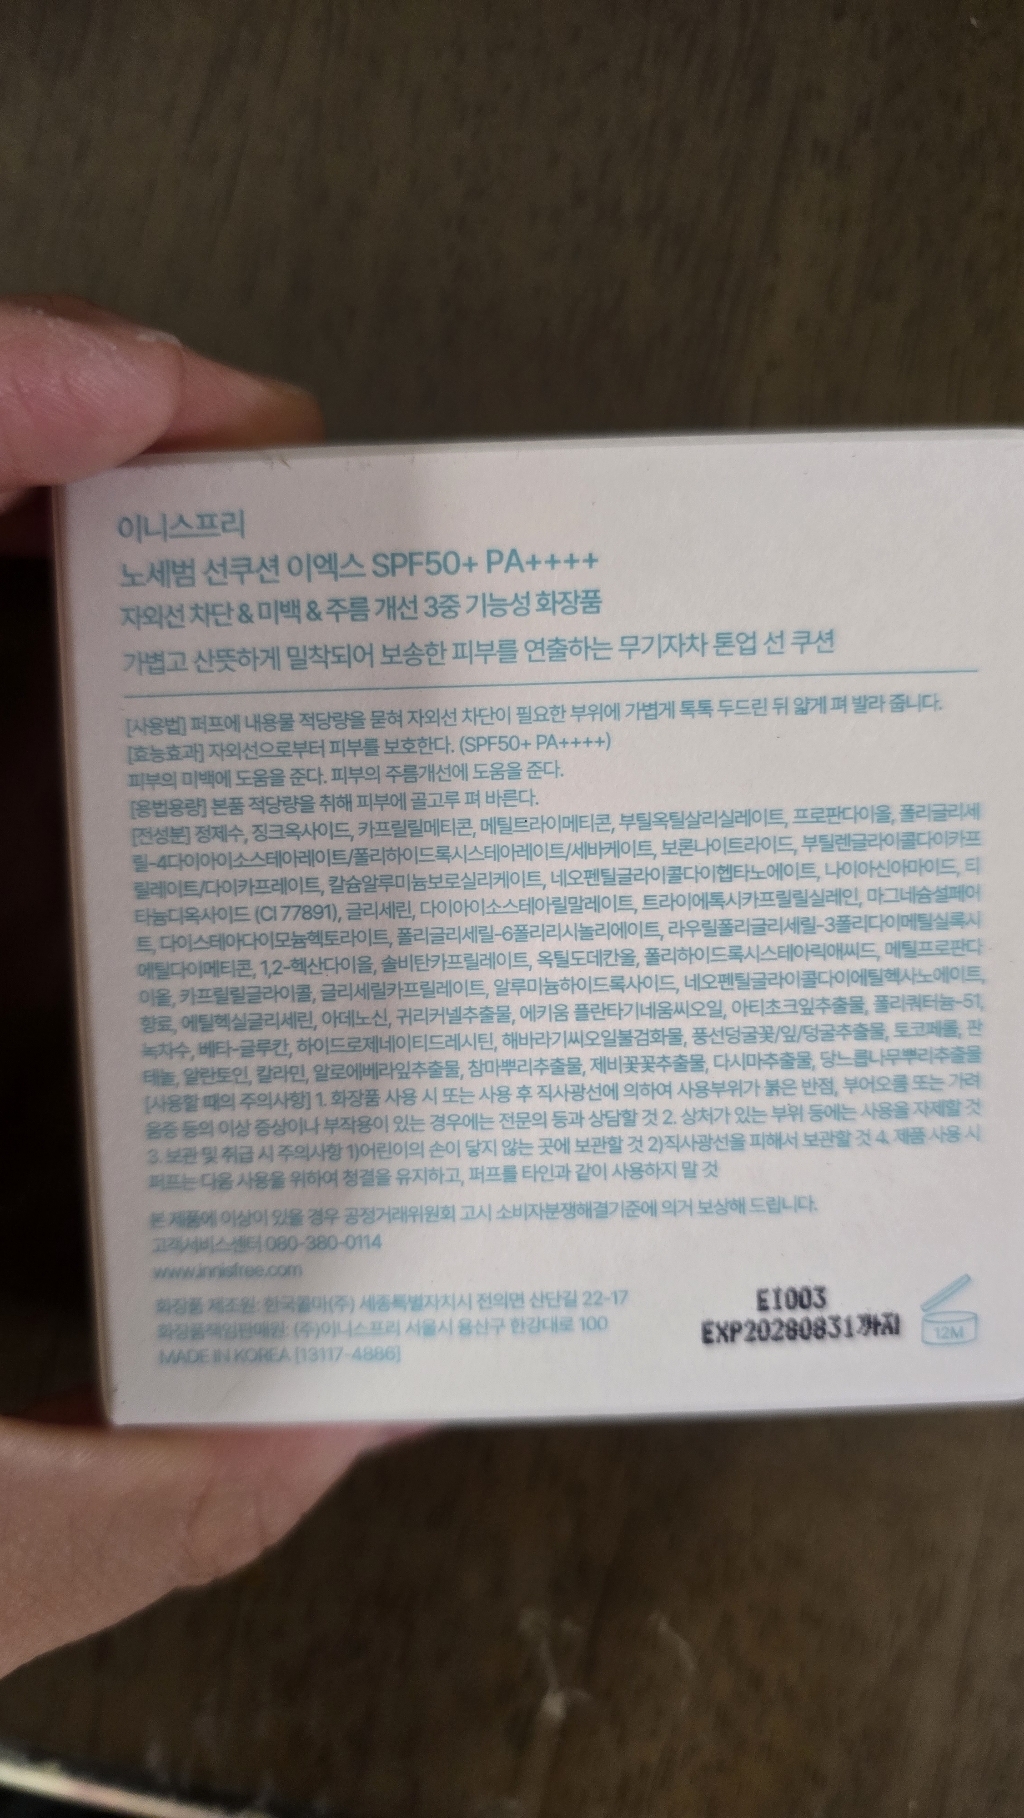 이니스프리
노세범 선쿠션 이엑스 SPF50+ PA++++
자외선 차단 & 미백 & 주름 개선 3중 기능성 화장품
가볍고 산뜻하게 밀착되어 보송한 피부를 연출하는 무기자차 톤업 선 쿠션
[사용법] 퍼프에 내용물 적당량을 묻혀 자외선 차단이 필요한 부위에 가볍게 톡톡 두드린 뒤 얇게 펴 발라 줍니다.
[효능효과] 자외선으로부터 피부를 보호한다. (SPF50+ PA++++)
피부의 미백에 도움을 준다. 피부의 주름개선에 도움을 준다.
[용법용량] 본품 적당량을 취해 피부에 골고루 펴 바른다.
[전성분] 정제수, 징크옥사이드, 카프릴릴메티콘, 메틸트라이메티콘, 부틸옥틸살리실레이트, 프로판다이올, 폴리글리세
릴-4다이아이소스테아레이트/폴리하이드록시스테아레이트/세바케이트, 보론나이트라이드, 부틸렌글라이콜다이카프
릴레이트/다이카프레이트, 칼슘알루미늄보로실리케이트, 네오펜틸글라이콜다이헵타노에이트, 나이아신아마이드, 티
타늄디옥사이드 (CI 77891), 글리세린, 다이아이소스테아릴말레이트, 트라이에톡시카프릴릴실레인, 마그네슘설페이
트, 다이스테아다이모늄헥토라이트, 폴리글리세릴-6폴리리시놀리에이트, 라우릴폴리글리세릴-3폴리다이메틸실록시
에틸다이메티콘, 1,2-헥산다이올, 솔비탄카프릴레이트, 옥틸도데칸올, 폴리하이드록시스테아릭애씨드, 메틸프로판다
이올, 카프릴릴글라이콜, 글리세릴카프릴레이트, 알루미늄하이드록사이드, 네오펜틸글라이콜다이에틸헥사노에이트,
향료, 에틸헥실글리세린, 아데노신, 귀리커넬추출물, 에키움 플란타기네움씨오일, 아티초크잎추출물, 폴리쿼터늄-51,
녹차수, 베타-글루칸, 하이드로제네이티드레시틴, 해바라기씨오일불검화물, 풍선덩굴꽃/잎/덩굴추출물, 토코페롤, 판
테놀, 알란토인, 칼라민, 알로에베라잎추출물, 참마뿌리추출물, 제비꽃꽃추출물, 다시마추출물, 당느릅나무뿌리추출물
[사용할 때의 주의사항] 1. 화장품 사용 시 또는 사용 후 직사광선에 의하여 사용부위가 붉은 반점, 부어오름 또는 가려
움증 등의 이상 증상이나 부작용이 있는 경우에는 전문의 등과 상담할 것 2. 상처가 있는 부위 등에는 사용을 자제할 것
3. 보관 및 취급 시 주의사항 1)어린이의 손이 닿지 않는 곳에 보관할 것 2)직사광선을 피해서 보관할 것 4. 제품 사용 시
퍼프는 다음 사용을 위하여 청결을 유지하고, 퍼프를 타인과 같이 사용하지 말 것
본 제품에 이상이 있을 경우 공정거래위원회 고시 소비자분쟁해결기준에 의거 보상해 드립니다.
고객서비스센터 080-380-0114
www.innisfree.com
화장품 제조원: 한국콜마(주) 세종특별자치시 전의면 산단길 22-17
화장품책임판매원: (주)이니스프리 서울시 용산구 한강대로 100
MADE IN KOREA [13117-4886]
EI003
EXP20280831까지
12M